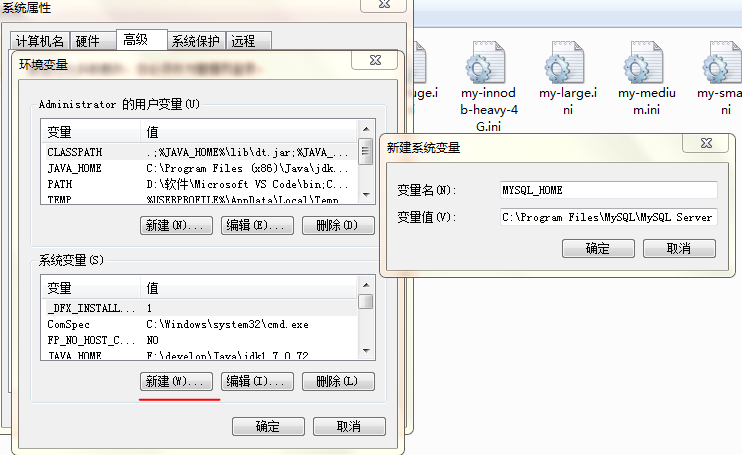 系统属性
计算机名 硬件 高级 系统保护 远程
环境变量
Administrator 的用户变量(U)
变量 值
CLASSPATH .;%JAVA_HOME%\lib\dt.jar;%JAVA_...
JAVA_HOME C:\Program Files (x86)\Java\jdk...
PATH D:\软件\Microsoft VS Code\bin;C...
TEMP %USERPROFILE%\AppData\Local\Temp
新建(N)... 编辑(E)... 删除(D)
系统变量(S)
变量 值
_DFX_INSTALL... 1
ComSpec C:\Windows\system32\cmd.exe
FP_NO_HOST_C... NO
JAVA_HOME F:\develop\Java\jdk1.7.0_72
新建(W)... 编辑(I)... 删除(L)
确定 取消
uge.i
ni
my-innod
b-heavy-4
G.ini
my-large.i
ni
my-mediu
m.ini
my-sma
ni
新建系统变量
变量名(N): MYSQL_HOME
变量值(V): C:\Program Files\MySQL\MySQL Server
确定 取消